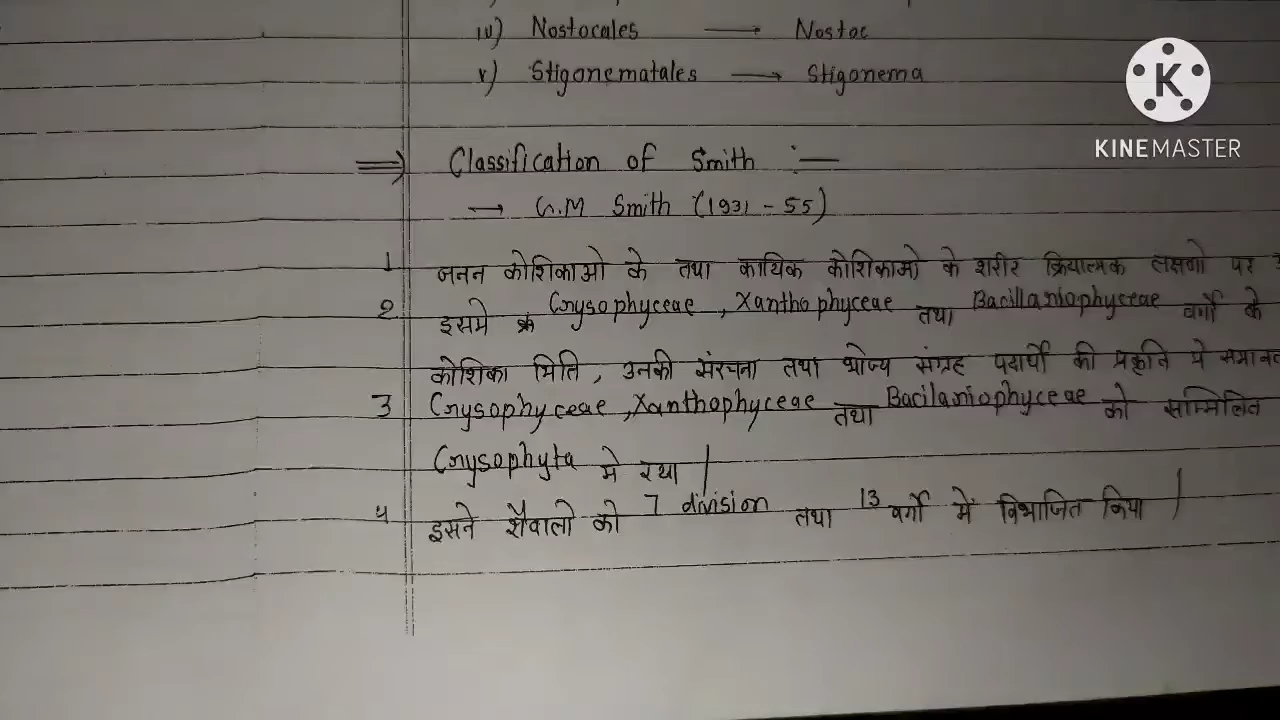 iv) Nostocales → Nostoc
v) Stigonematales → Stigonema
K
KINEMASTER
⇒ Classification of Smith :—
→ G.M Smith (1931 - 55)
1 जनन कोशिकाओ के तथा कायिक कोशिकाओ के शरीर क्रियात्मक लक्षणो पर
2 इसमे Crysophyceae , Xanthophyceae तथा Bacillariophyceae वर्गो के
कोशिका भिति , उनकी संरचना तथा भोज्य संग्रह पदार्थो की प्रकृति मे
3 Crysophyceae , Xanthophyceae तथा Bacilariophyceae को सम्मिलित
Crysophyta मे रखा |
4 इसने शैवालो को 7 division तथा 13 वर्गो में विभाजित किया |